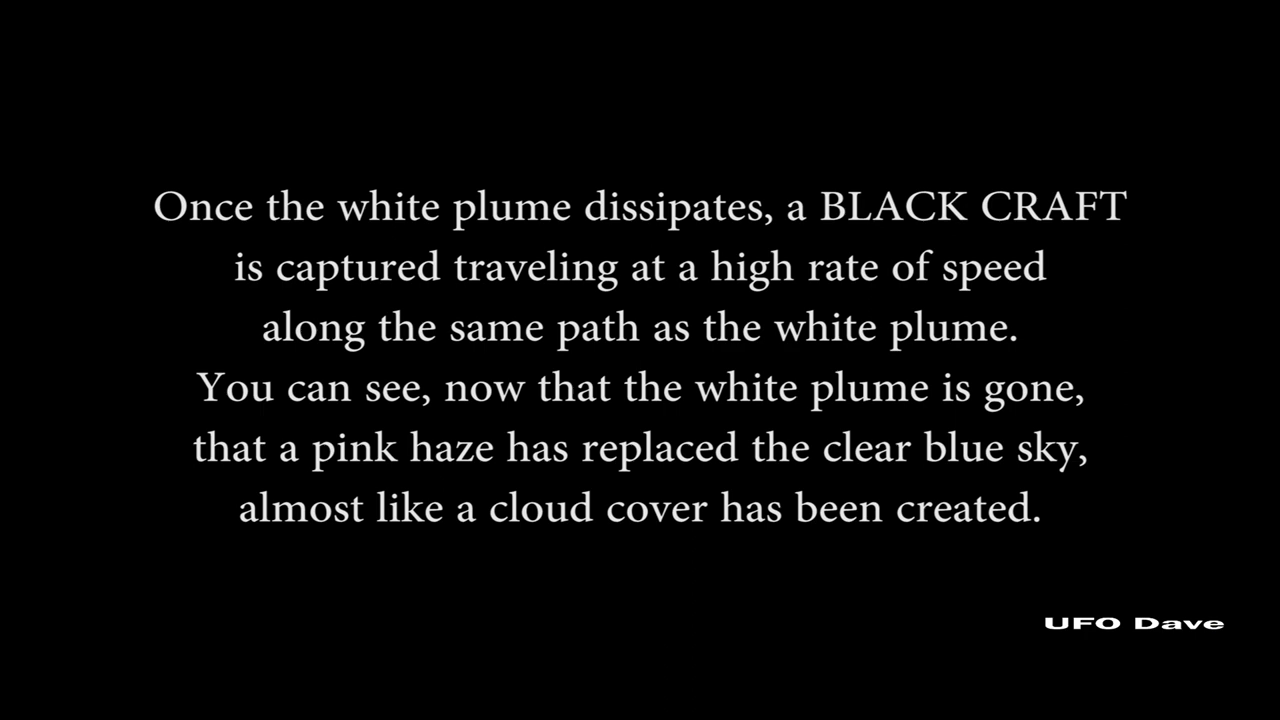 Once the white plume dissipates, a BLACK CRAFT
is captured traveling at a high rate of speed
along the same path as the white plume.
You can see, now that the white plume is gone,
that a pink haze has replaced the clear blue sky,
almost like a cloud cover has been created.
UFO Dave